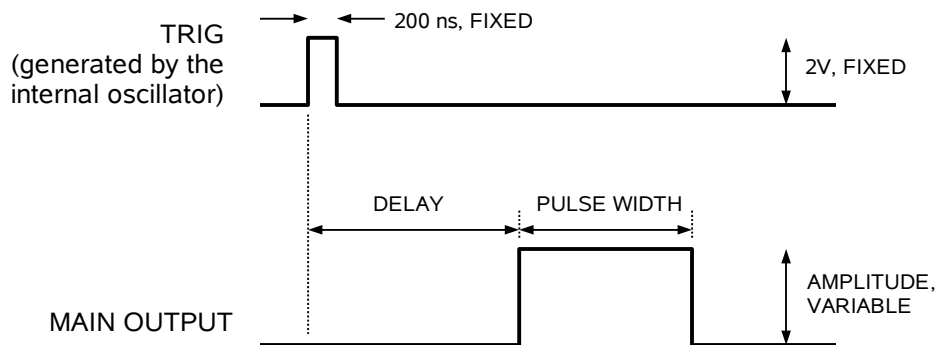 200 ns, FIXED
TRIG
(generated by the
internal oscillator)
2V, FIXED
DELAY
PULSE WIDTH
AMPLITUDE,
VARIABLE
MAIN OUTPUT